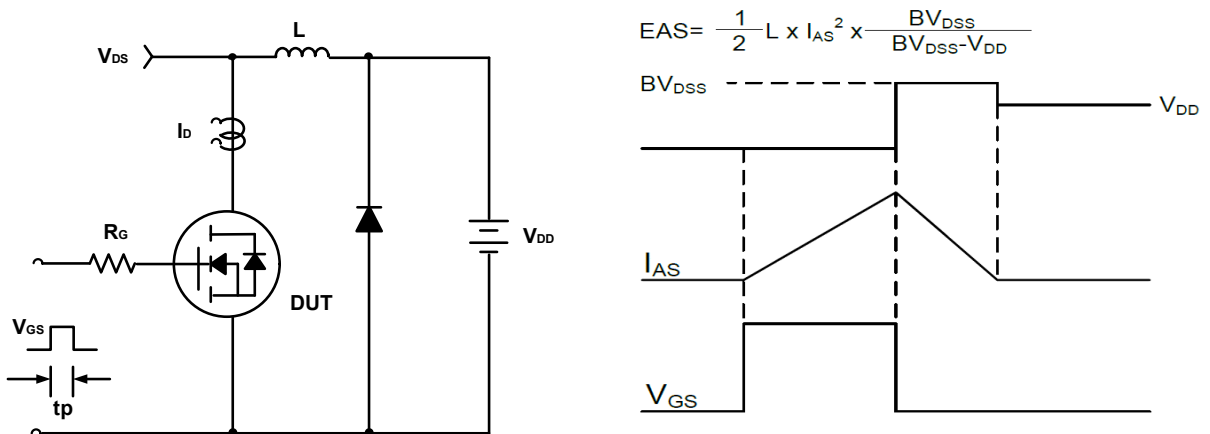 L
VDS
ID
RG
VDD
DUT
VGS
tp
EAS= 1/2 L x IAS² x BVDSS/BVDSS-VDD
BVDSS
VDD
IAS
VGS